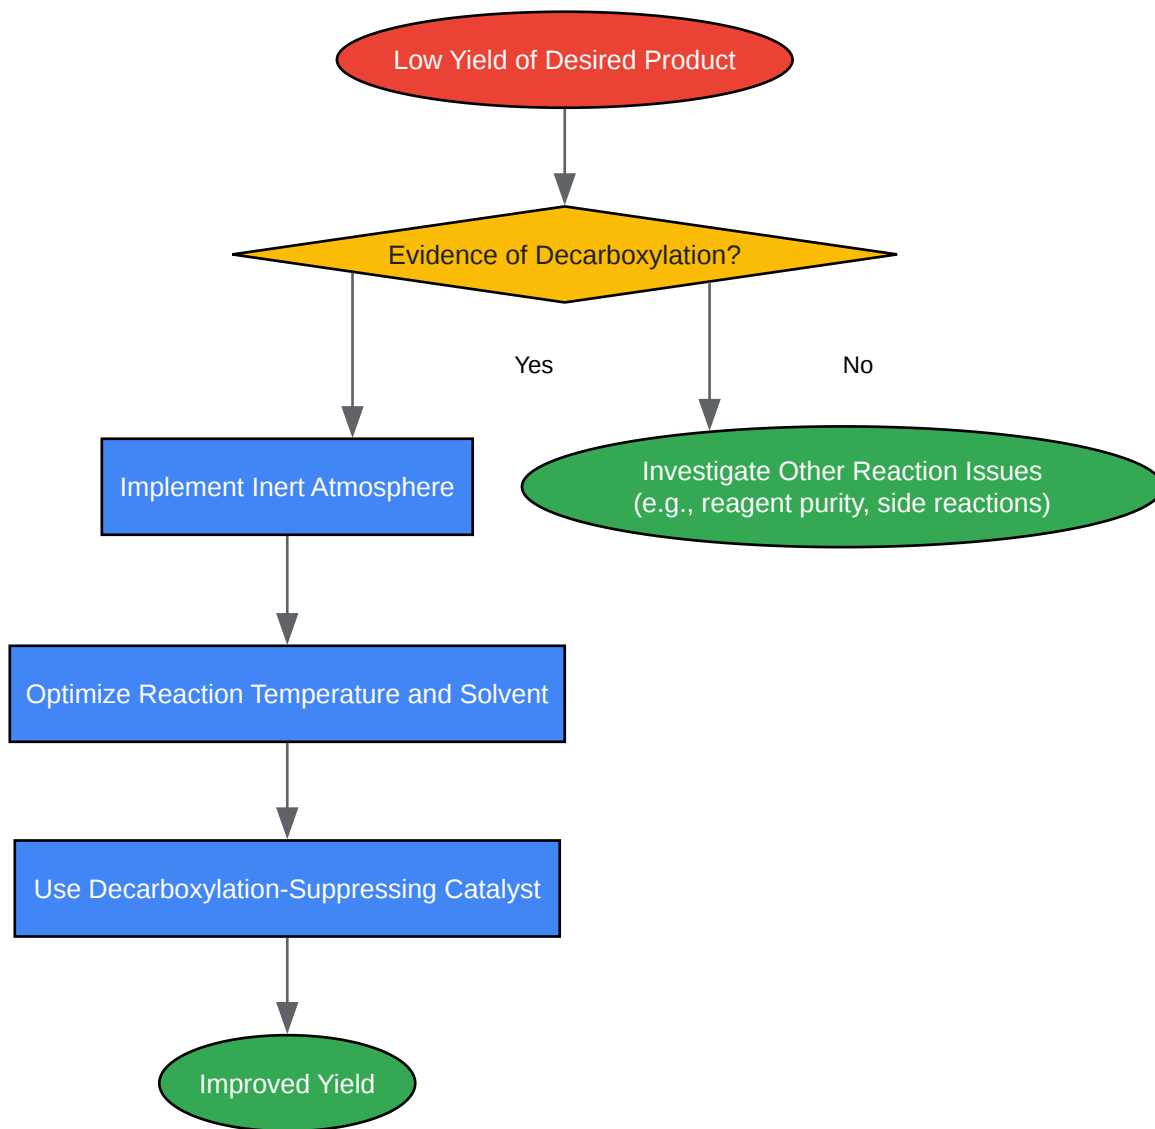 Low Yield of Desired Product
Evidence of Decarboxylation?
Yes
No
Implement Inert Atmosphere
Investigate Other Reaction Issues
(e.g., reagent purity, side reactions)
Optimize Reaction Temperature and Solvent
Use Decarboxylation-Suppressing Catalyst
Improved Yield